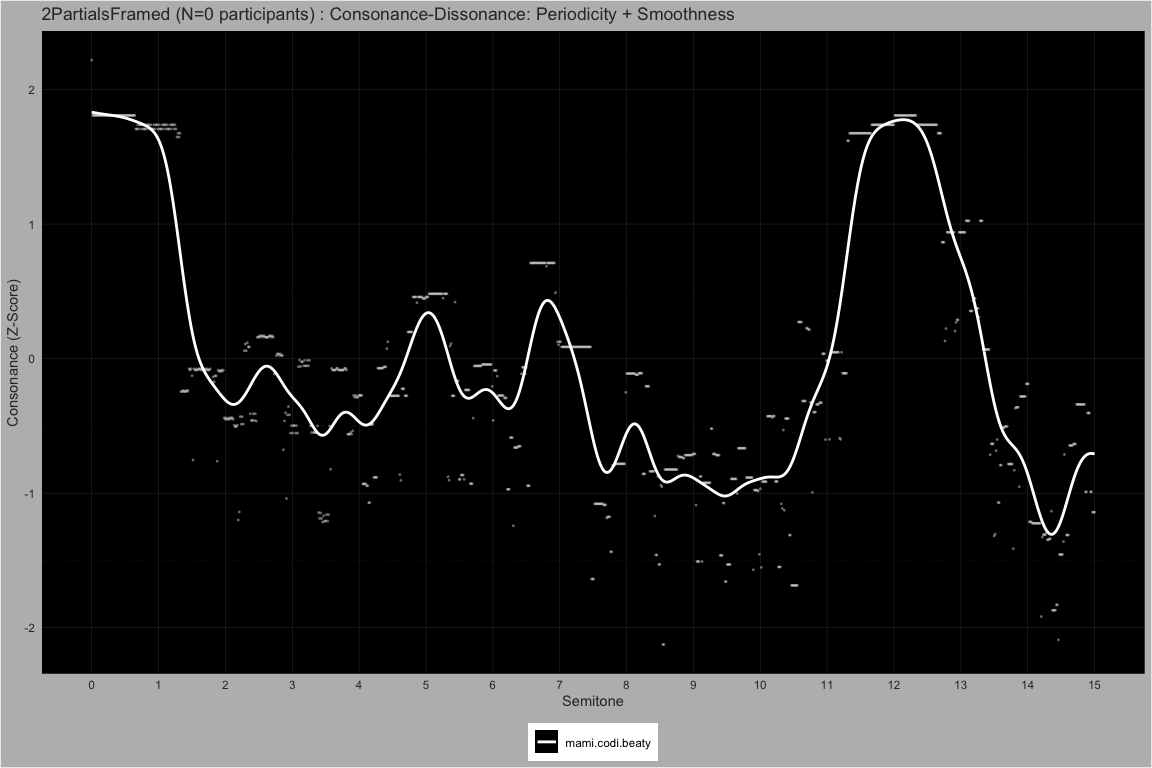 2PartialsFramed (N=0 participants) : Consonance-Dissonance: Periodicity + Smoothness
Consonance (Z-Score)
2
1
0
-1
-2
0 1 2 3 4 5 6 7 8 9 10 11 12 13 14 15
Semitone
mami.codi.beaty